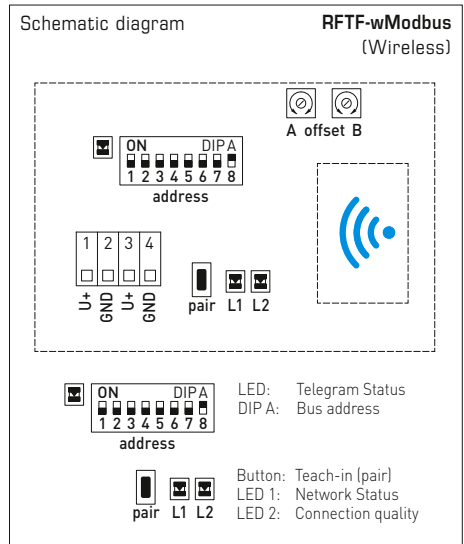 Schematic diagram RFTF-wModbus
(Wireless)
A offset B
ON DIP A
1 2 3 4 5 6 7 8
address
1 2 3 4
U+ GND U+ GND
pair L1 L2
ON DIP A
1 2 3 4 5 6 7 8
address
LED: Telegram Status
DIP A: Bus address
pair L1 L2
Button: Teach-in (pair)
LED 1: Network Status
LED 2: Connection quality